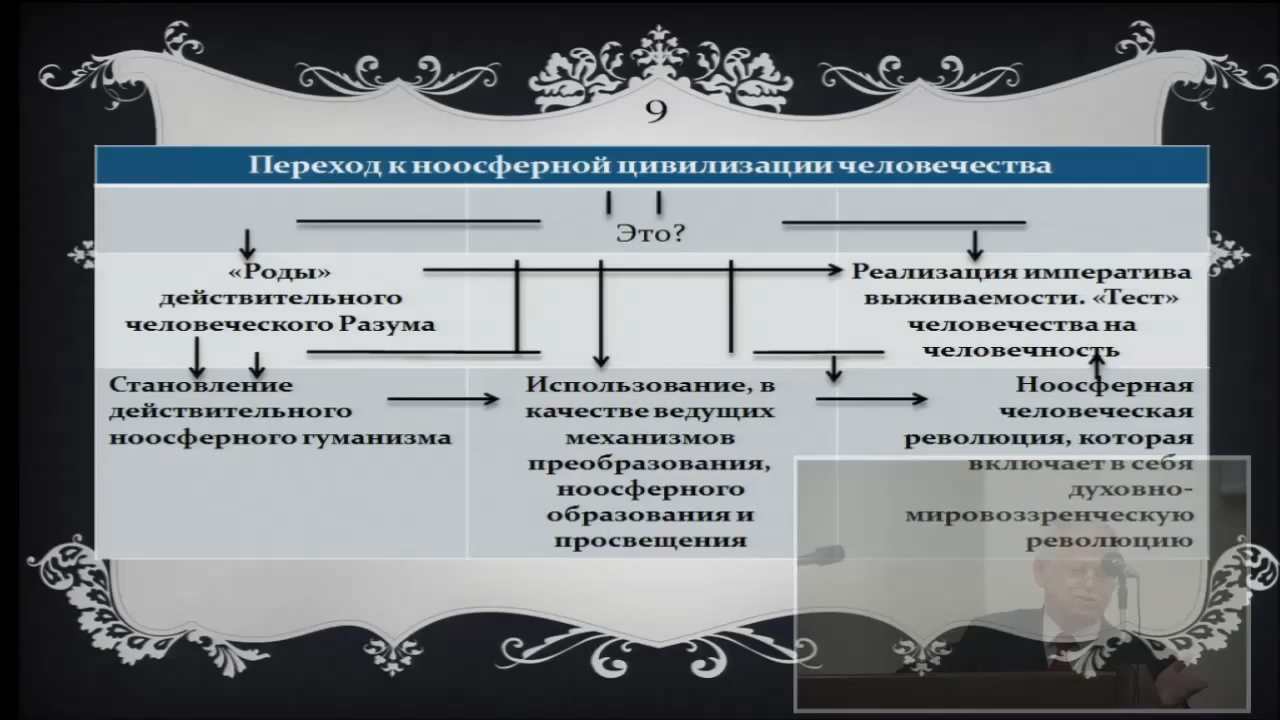 9
Переход к ноосферной цивилизации человечества
Это?
«Роды»
действительного
человеческого Разума
Реализация императива
выживаемости. «Тест»
человечества на
человечность
Становление
действительного
ноосферного гуманизма
Использование, в
качестве ведущих
механизмов
преобразования,
ноосферного
образования и
просвещения
Ноосферная
человеческая
революция, которая
включает в себя
духовно-
мировоззренческую
революцию